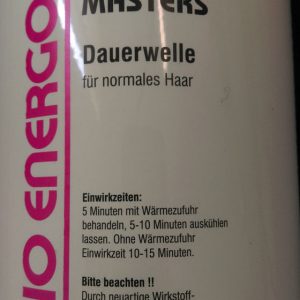 MASTERS
Dauerwelle
für normales Haar
Einwirkzeiten:
5 Minuten mit Wärmezufuhr
behandeln, 5-10 Minuten auskühlen
lassen. Ohne Wärmezufuhr
Einwirkzeit 10-15 Minuten.
Bitte beachten !!
Durch neuartige Wirkstoff-
NO ENERGO